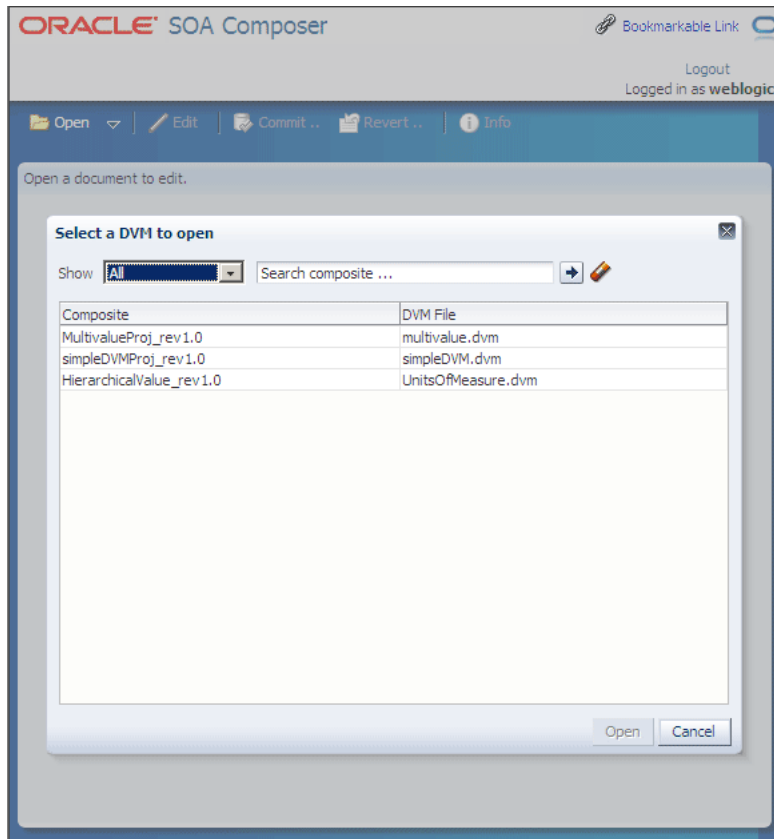 ORACLE SOA Composer
Bookmarkable Link
Logout
Logged in as weblogic
Open Edit Commit .. Revert .. Info
Open a document to edit.
Select a DVM to open
Show All Search composite ...
Composite DVM File
MultivalueProj_rev1.0 multivalue.dvm
simpleDVMProj_rev1.0 simpleDVM.dvm
HierarchicalValue_rev1.0 UnitsOfMeasure.dvm
Open Cancel